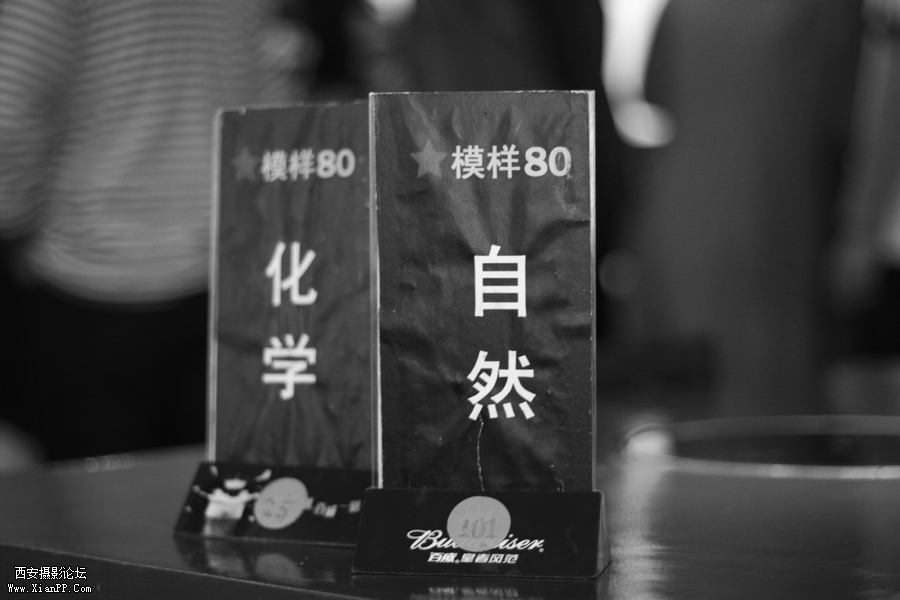 模样80
化
学
25
模样80
自
然
101
Budweiser
百威 皇者风范
西安摄影论坛
Www.XianPP.Com